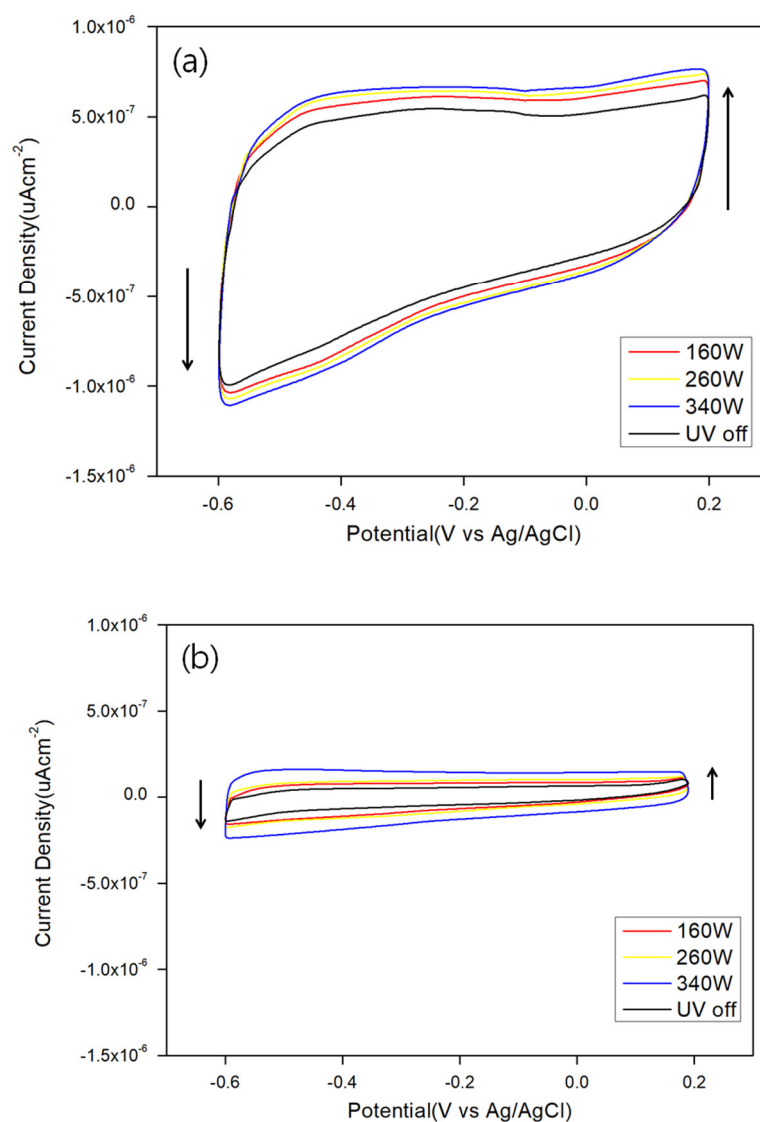 (a)
1.0x10⁻⁶
5.0x10⁻⁷
0.0
-5.0x10⁻⁷
-1.0x10⁻⁶
-1.5x10⁻⁶
Current Density(uAcm⁻²)
160W
260W
340W
UV off
-0.6 -0.4 -0.2 0.0 0.2
Potential(V vs Ag/AgCl)
(b)
1.0x10⁻⁶
5.0x10⁻⁷
0.0
-5.0x10⁻⁷
-1.0x10⁻⁶
-1.5x10⁻⁶
Current Density(uAcm⁻²)
160W
260W
340W
UV off
-0.6 -0.4 -0.2 0.0 0.2
Potential(V vs Ag/AgCl)